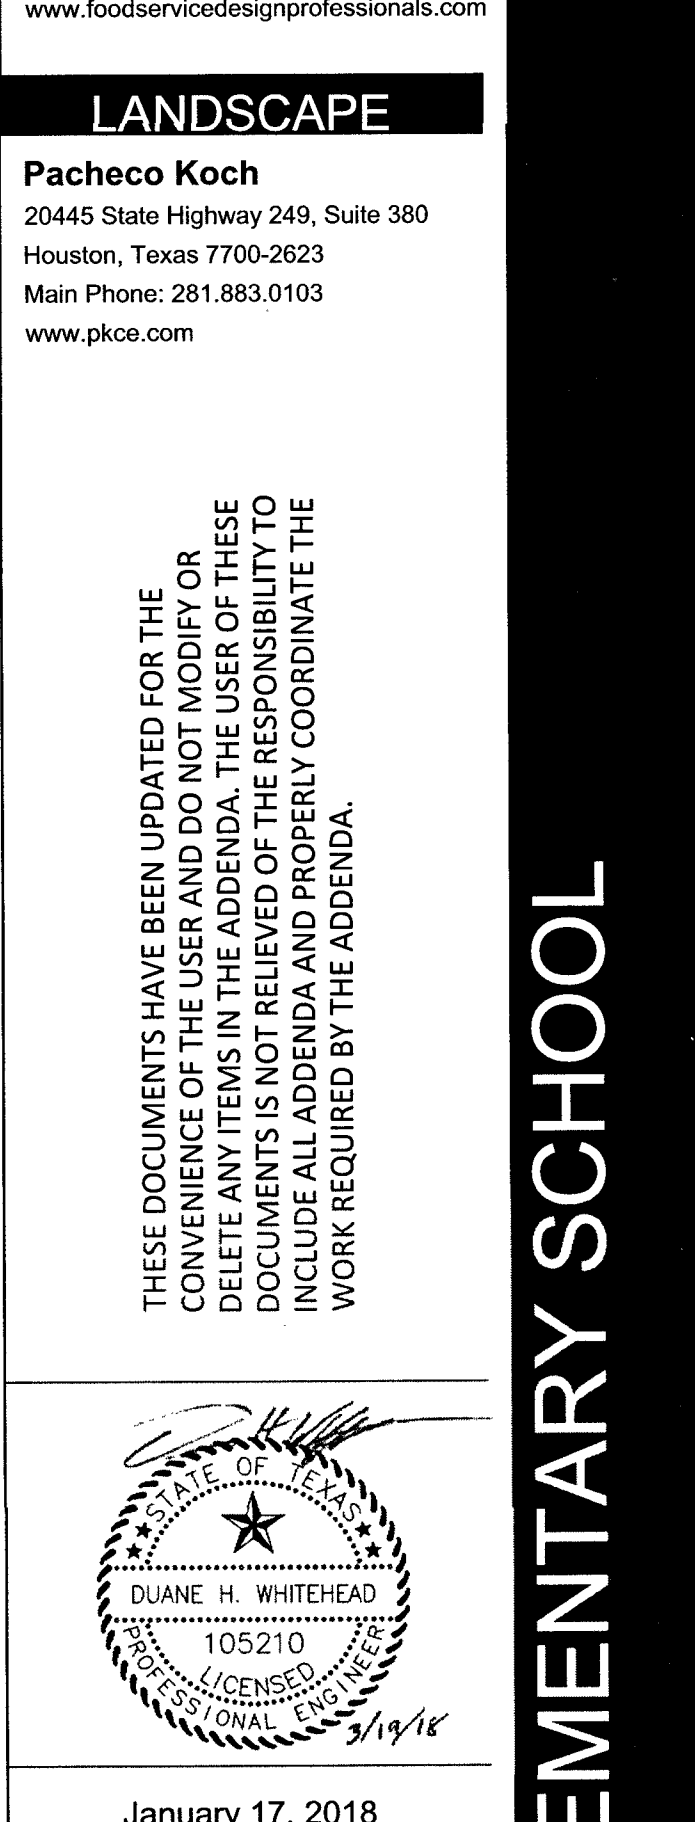 www.foodservicedesignprofessionals.com
LANDSCAPE
Pacheco Koch
20445 State Highway 249, Suite 380
Houston, Texas 7700-2623
Main Phone: 281.883.0103
www.pkce.com
THESE DOCUMENTS HAVE BEEN UPDATED FOR THE
CONVENIENCE OF THE USER AND DO NOT MODIFY OR
DELETE ANY ITEMS IN THE ADDENDA. THE USER OF THESE
DOCUMENTS IS NOT RELIEVED OF THE RESPONSIBILITY TO
INCLUDE ALL ADDENDA AND PROPERLY COORDINATE THE
WORK REQUIRED BY THE ADDENDA.
STATE OF TEXAS
DUANE H. WHITEHEAD
105210
LICENSED
PROFESSIONAL ENGINEER
3/19/18
January 17, 2018
EMENTARY SCHOOL